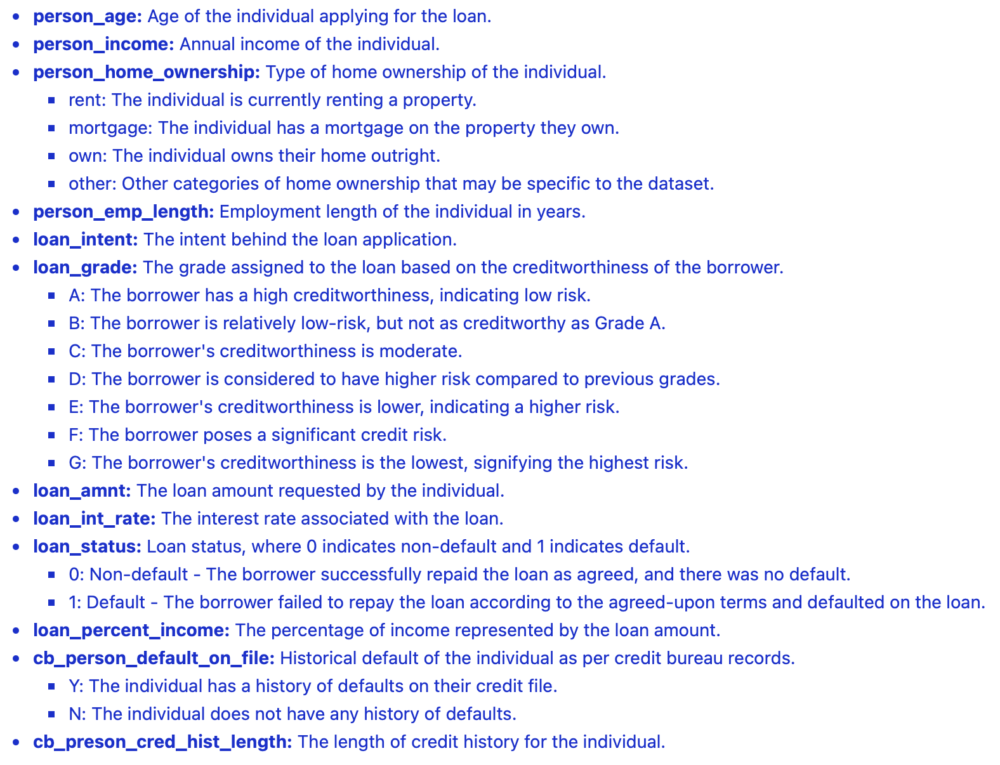 person_age: Age of the individual applying for the loan.
person_income: Annual income of the individual.
person_home_ownership: Type of home ownership of the individual.
rent: The individual is currently renting a property.
mortgage: The individual has a mortgage on the property they own.
own: The individual owns their home outright.
other: Other categories of home ownership that may be specific to the dataset.
person_emp_length: Employment length of the individual in years.
loan_intent: The intent behind the loan application.
loan_grade: The grade assigned to the loan based on the creditworthiness of the borrower.
A: The borrower has a high creditworthiness, indicating low risk.
B: The borrower is relatively low-risk, but not as creditworthy as Grade A.
C: The borrower's creditworthiness is moderate.
D: The borrower is considered to have higher risk compared to previous grades.
E: The borrower's creditworthiness is lower, indicating a higher risk.
F: The borrower poses a significant credit risk.
G: The borrower's creditworthiness is the lowest, signifying the highest risk.
loan_amnt: The loan amount requested by the individual.
loan_int_rate: The interest rate associated with the loan.
loan_status: Loan status, where 0 indicates non-default and 1 indicates default.
0: Non-default - The borrower successfully repaid the loan as agreed, and there was no default.
1: Default - The borrower failed to repay the loan according to the agreed-upon terms and defaulted on the loan.
loan_percent_income: The percentage of income represented by the loan amount.
cb_person_default_on_file: Historical default of the individual as per credit bureau records.
Y: The individual has a history of defaults on their credit file.
N: The individual does not have any history of defaults.
cb_preson_cred_hist_length: The length of credit history for the individual.